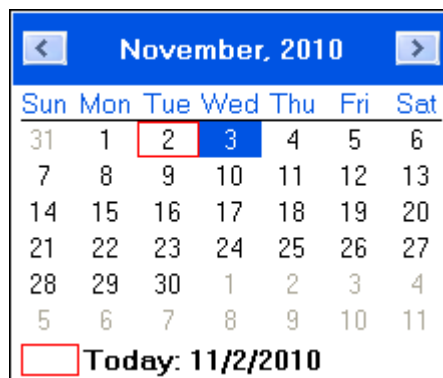 November, 2010
Sun Mon Tue Wed Thu Fri Sat
31 1 2 3 4 5 6
7 8 9 10 11 12 13
14 15 16 17 18 19 20
21 22 23 24 25 26 27
28 29 30 1 2 3 4
5 6 7 8 9 10 11
Today: 11/2/2010